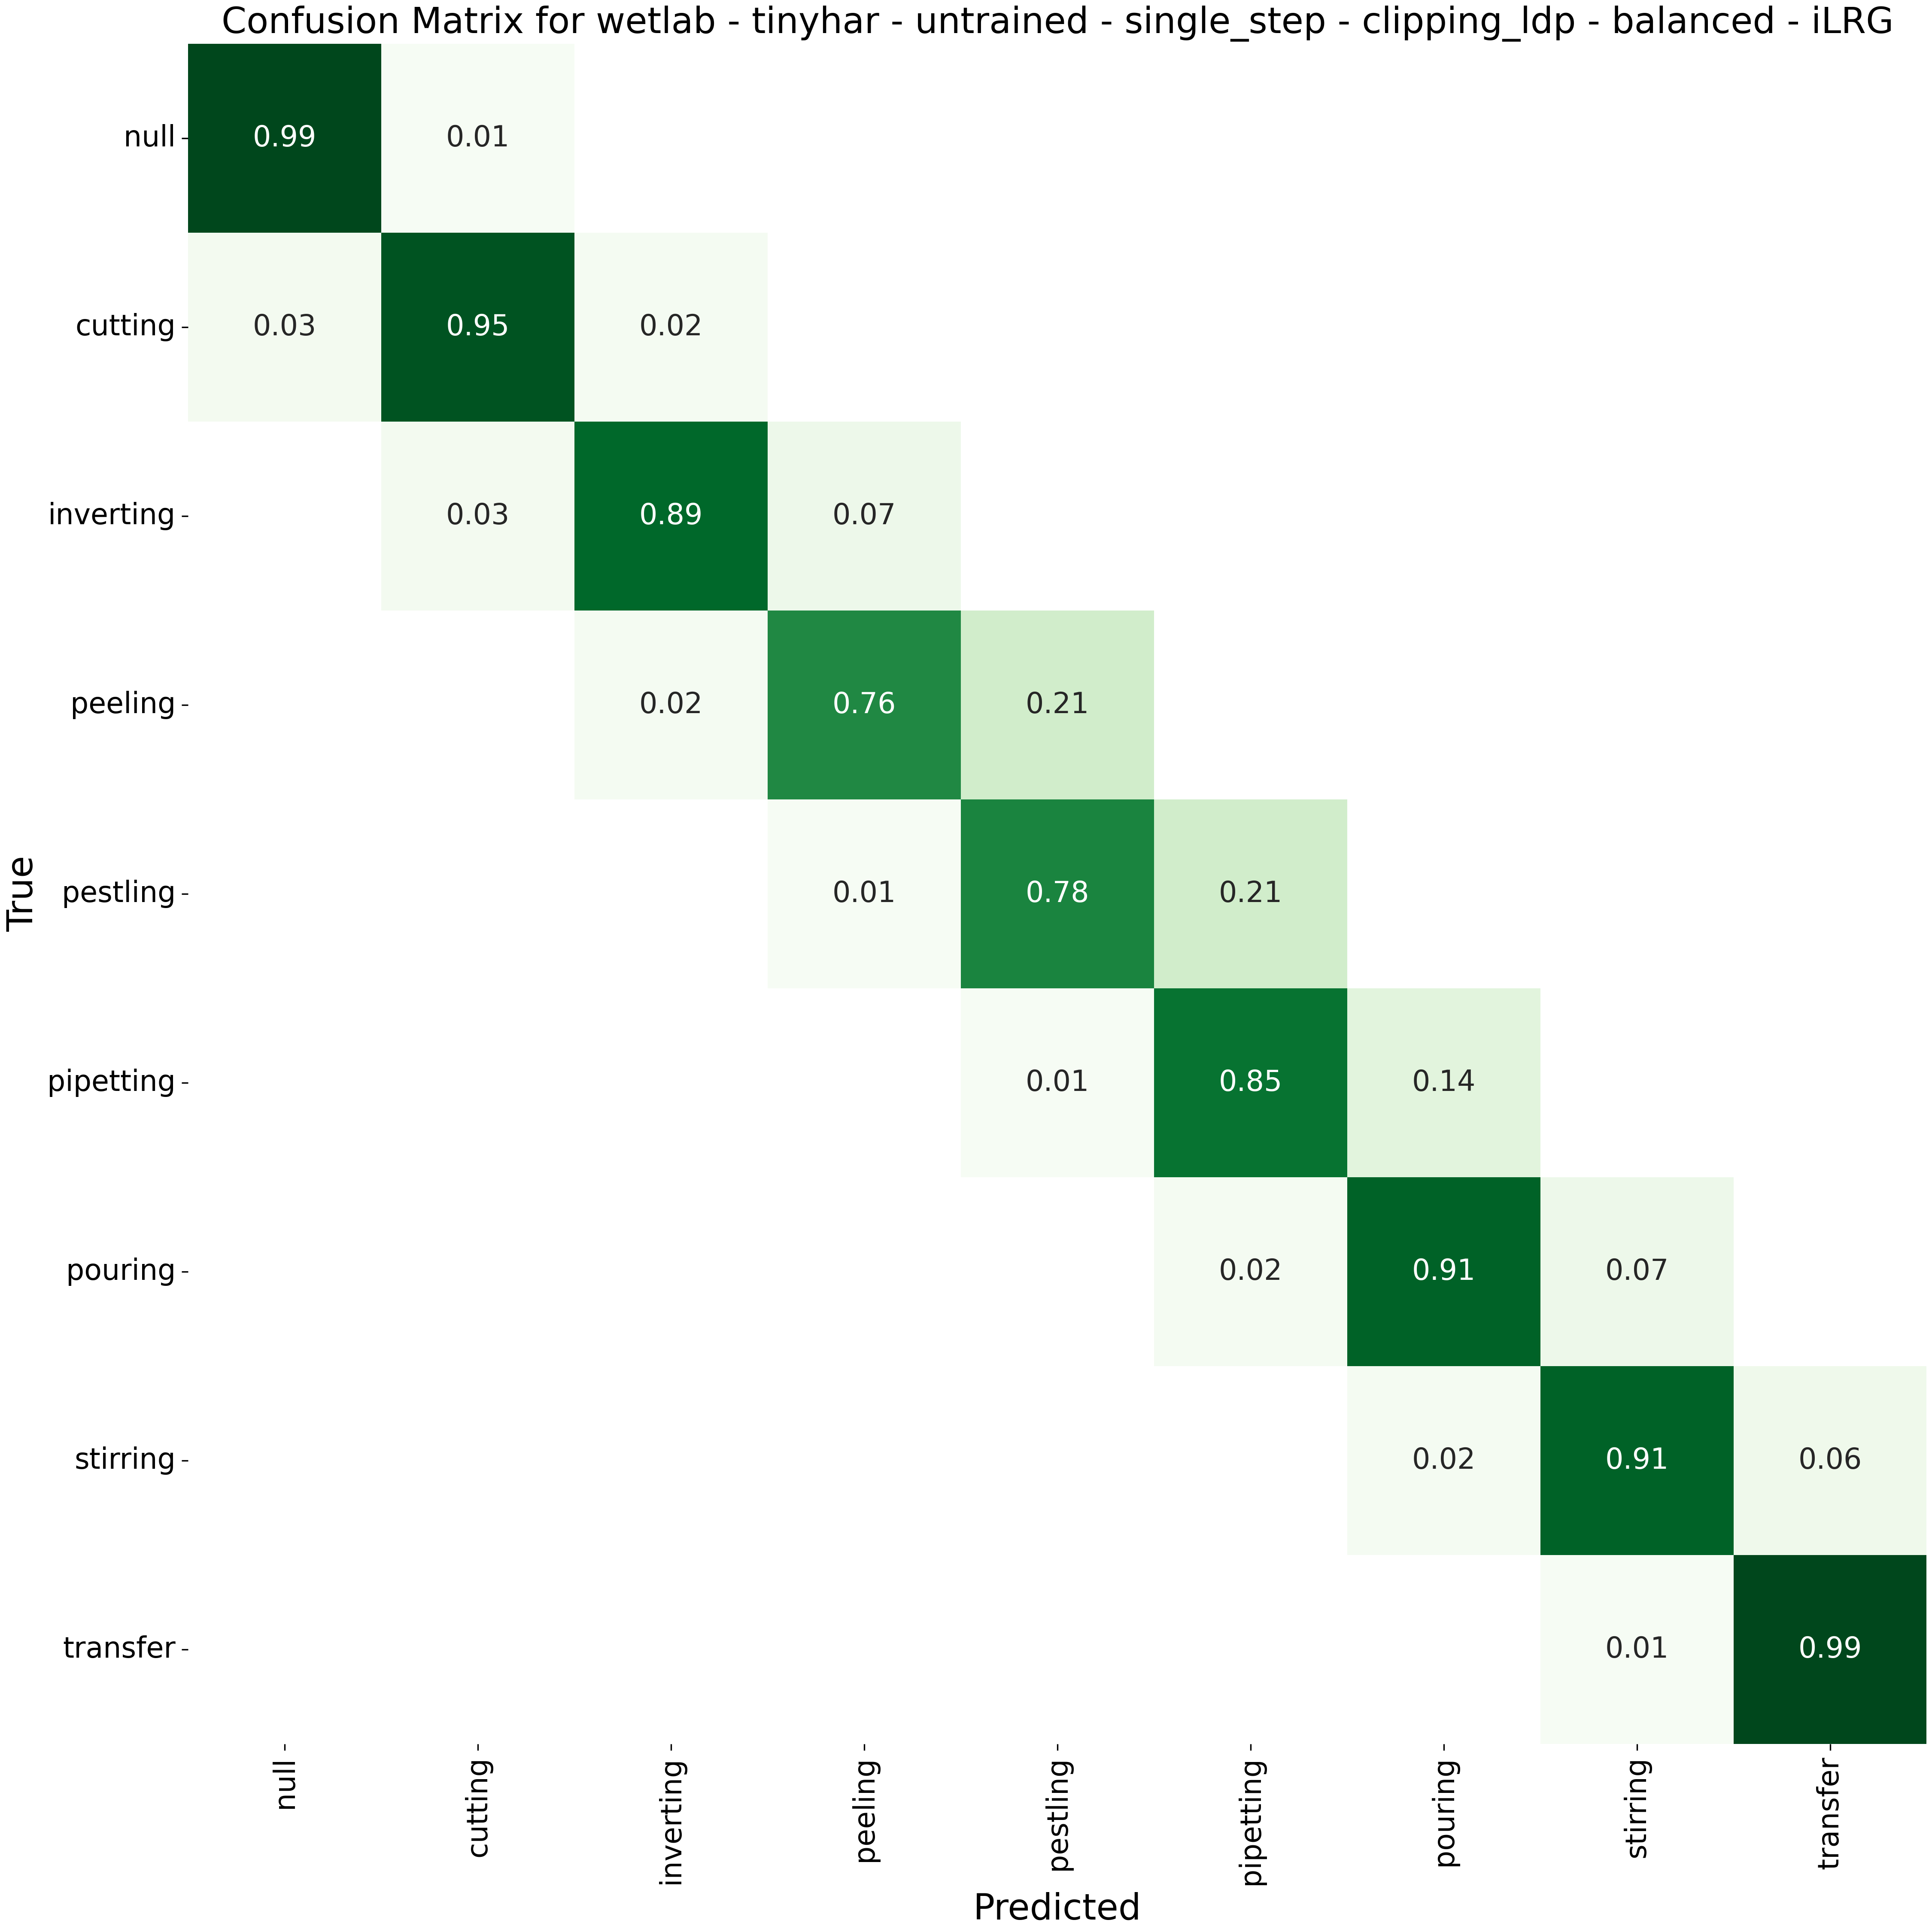 Confusion Matrix for wetlab - tinyhar - untrained - single_step - clipping_ldp - balanced - iLRG
null 0.99 0.01
cutting 0.03 0.95 0.02
inverting 0.03 0.89 0.07
peeling 0.02 0.76 0.21
pestling 0.01 0.78 0.21
pipetting 0.01 0.85 0.14
pouring 0.02 0.91 0.07
stirring 0.02 0.91 0.06
transfer 0.01 0.99
True
null cutting inverting peeling pestling pipetting pouring stirring transfer
Predicted